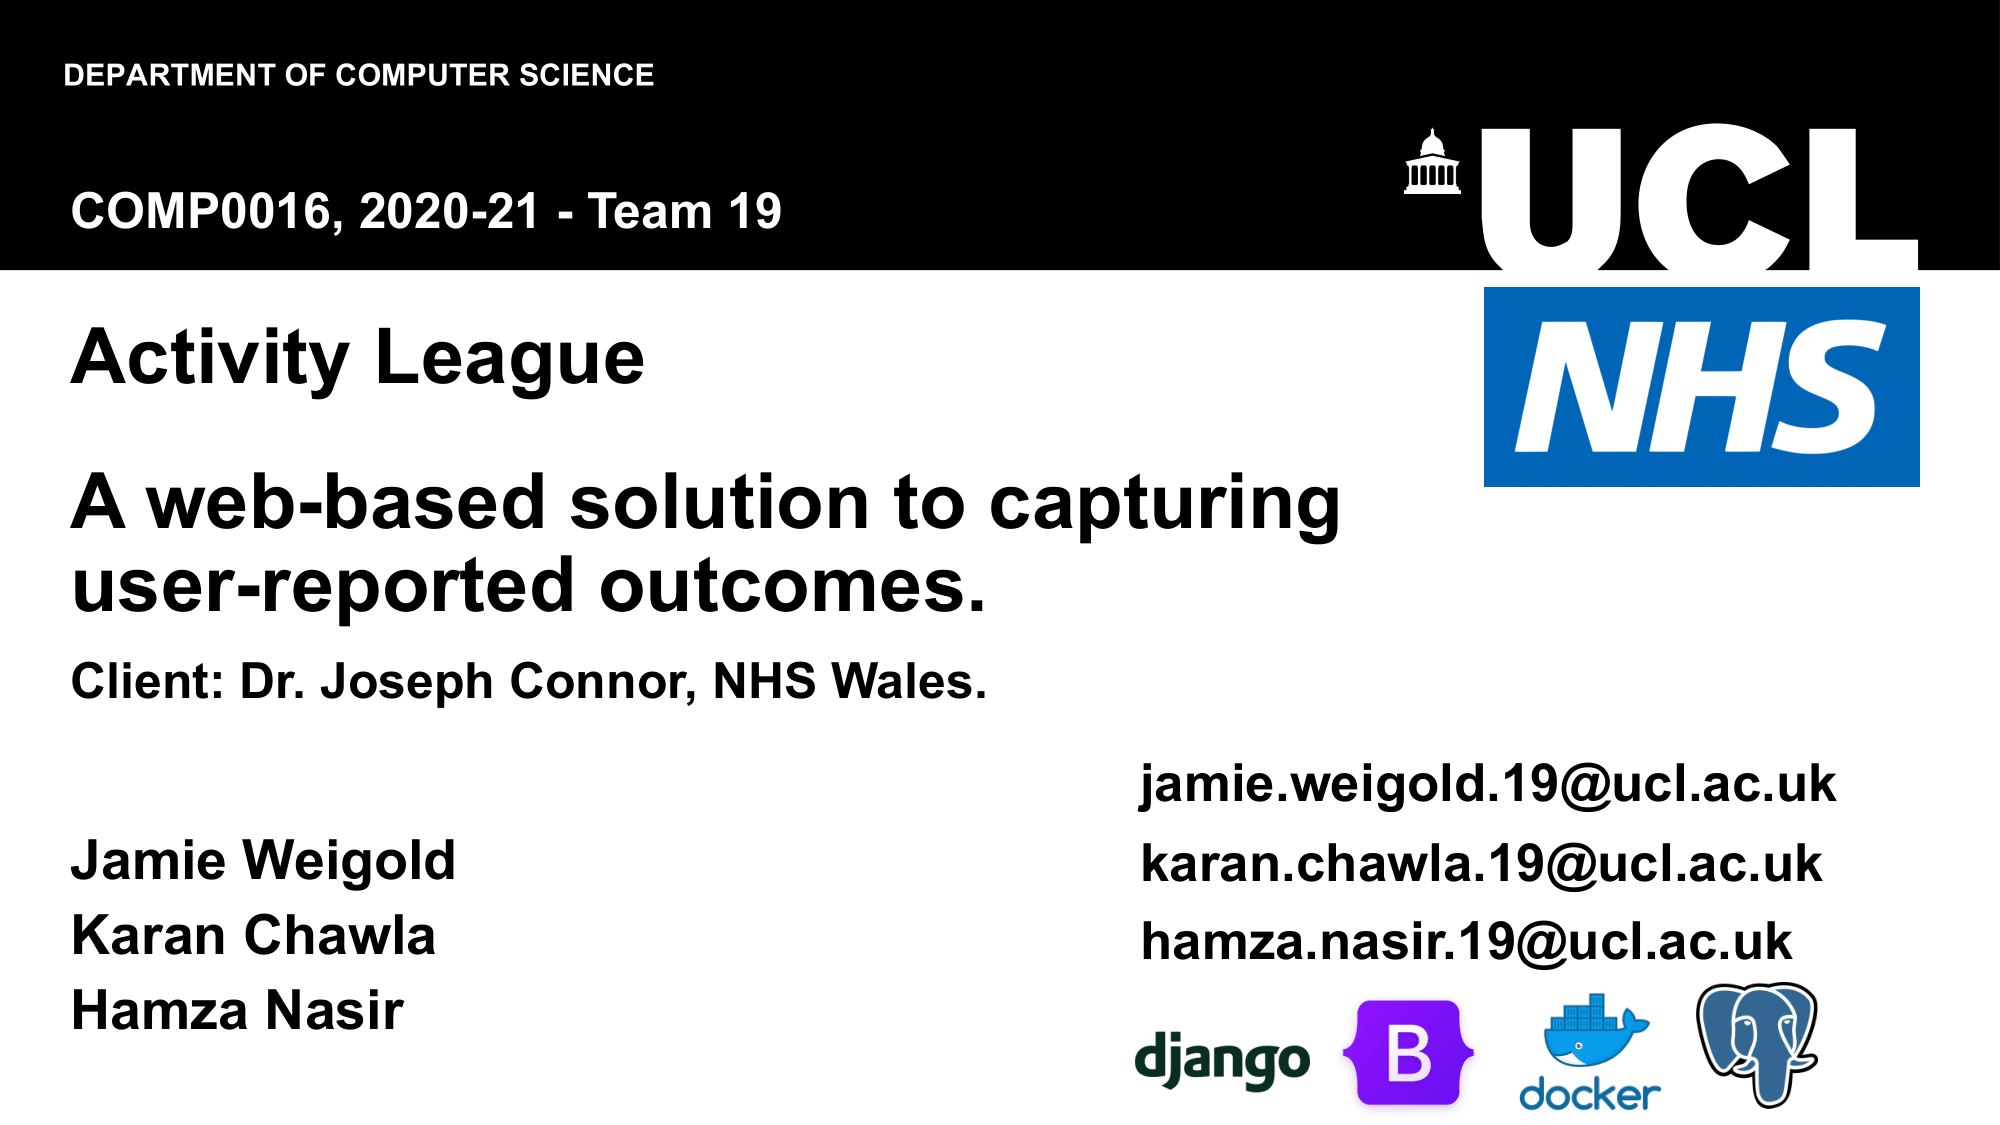 DEPARTMENT OF COMPUTER SCIENCE
COMP0016, 2020-21 - Team 19
UCL
NHS
Activity League
A web-based solution to capturing
user-reported outcomes.
Client: Dr. Joseph Connor, NHS Wales.
Jamie Weigold
Karan Chawla
Hamza Nasir
jamie.weigold.19@ucl.ac.uk
karan.chawla.19@ucl.ac.uk
hamza.nasir.19@ucl.ac.uk
django
B
docker